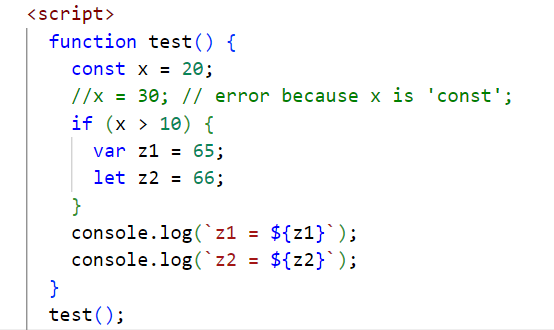 <script>
function test() {
const x = 20;
//x = 30; // error because x is 'const';
if (x > 10) {
var z1 = 65;
let z2 = 66;
}
console.log(`z1 = ${z1}`);
console.log(`z2 = ${z2}`);
}
test();